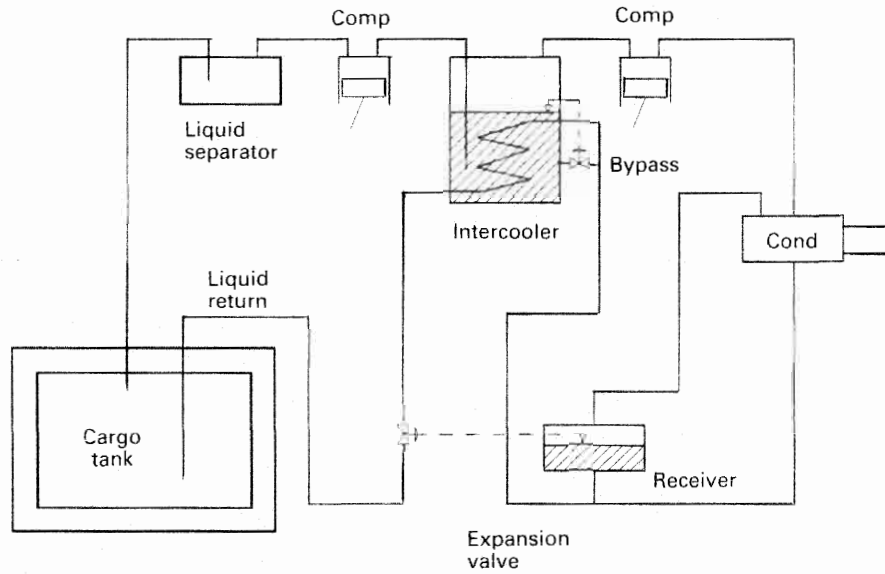 Comp
Comp
Liquid
separator
Bypass
Intercooler
Cond
Liquid
return
Cargo
tank
Receiver
Expansion
valve